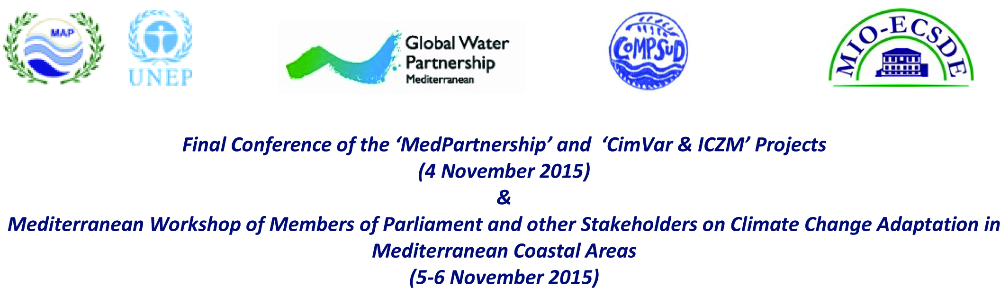 MAP
UNEP
Global Water
Partnership
Mediterranean
COMPSUD
MIO-ECSDE
Final Conference of the ‘MedPartnership’ and ‘CimVar & ICZM’ Projects
(4 November 2015)
&
Mediterranean Workshop of Members of Parliament and other Stakeholders on Climate Change Adaptation in
Mediterranean Coastal Areas
(5-6 November 2015)